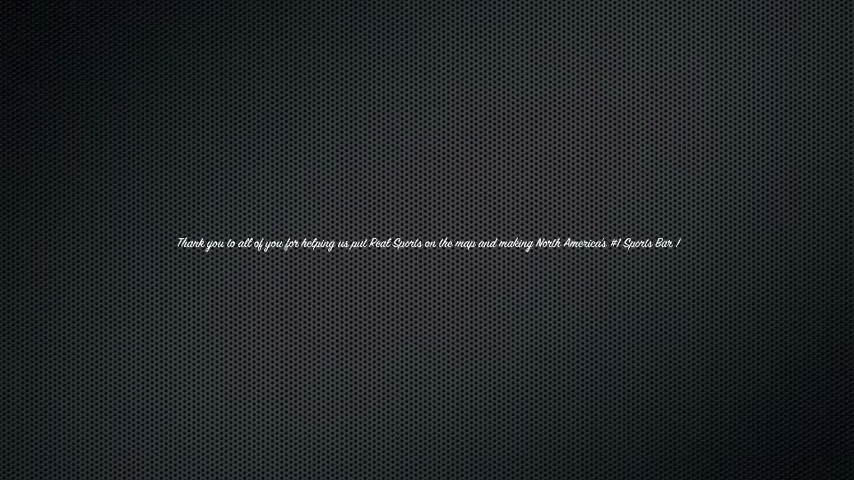 Thank you to all of you for helping us put Real Sports on the map and making North America's #1 Sports Bar !